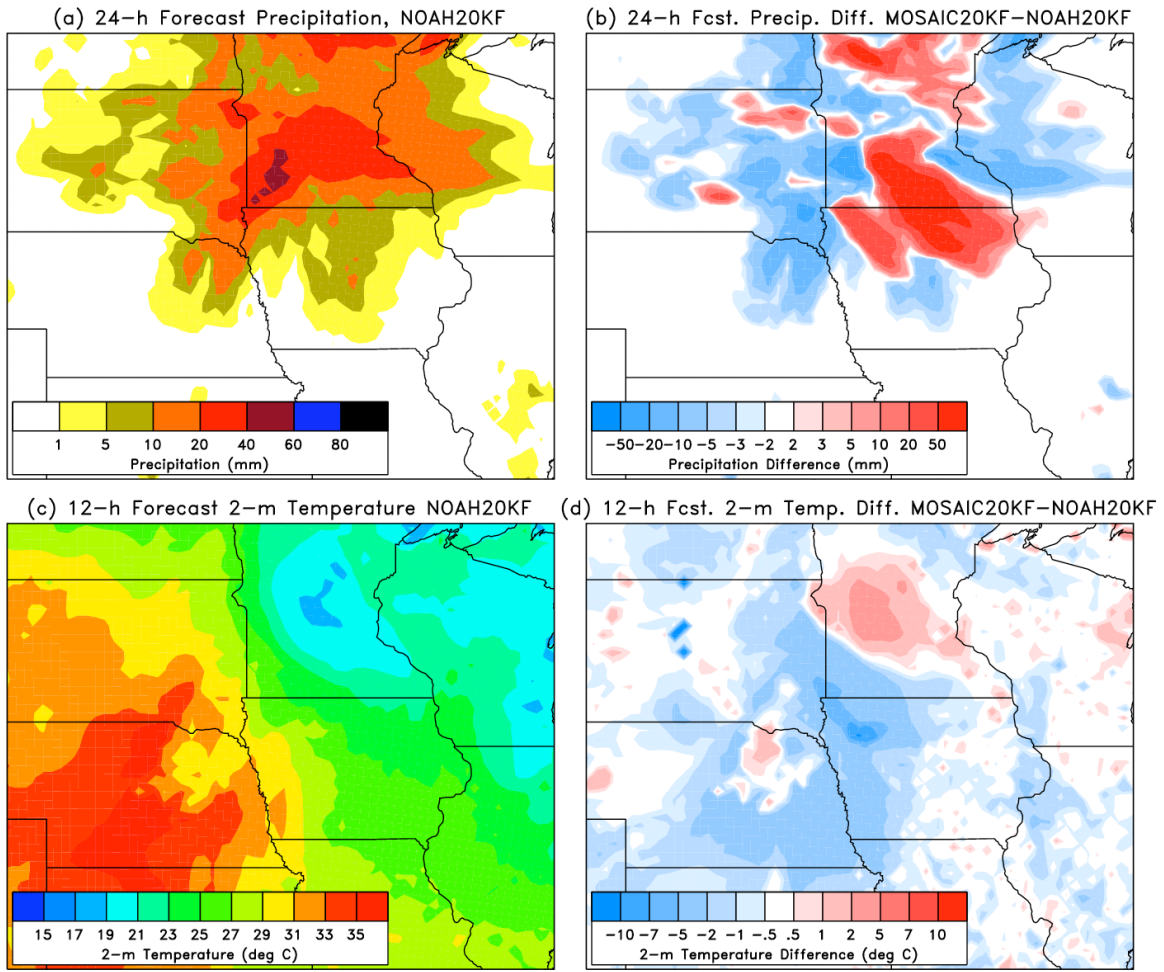 (a) 24-h Forecast Precipitation, NOAH20KF
(b) 24-h Fcst. Precip. Diff. MOSAIC20KF-NOAH20KF
1 5 10 20 40 60 80
Precipitation (mm)
-50 -20 -10 -5 -3 -2 2 3 5 10 20 50
Precipitation Difference (mm)
(c) 12-h Forecast 2-m Temperature NOAH20KF
(d) 12-h Fcst. 2-m Temp. Diff. MOSAIC20KF-NOAH20KF
15 17 19 21 23 25 27 29 31 33 35
2-m Temperature (deg C)
-10 -7 -5 -2 -1 -.5 .5 1 2 5 7 10
2-m Temperature Difference (deg C)